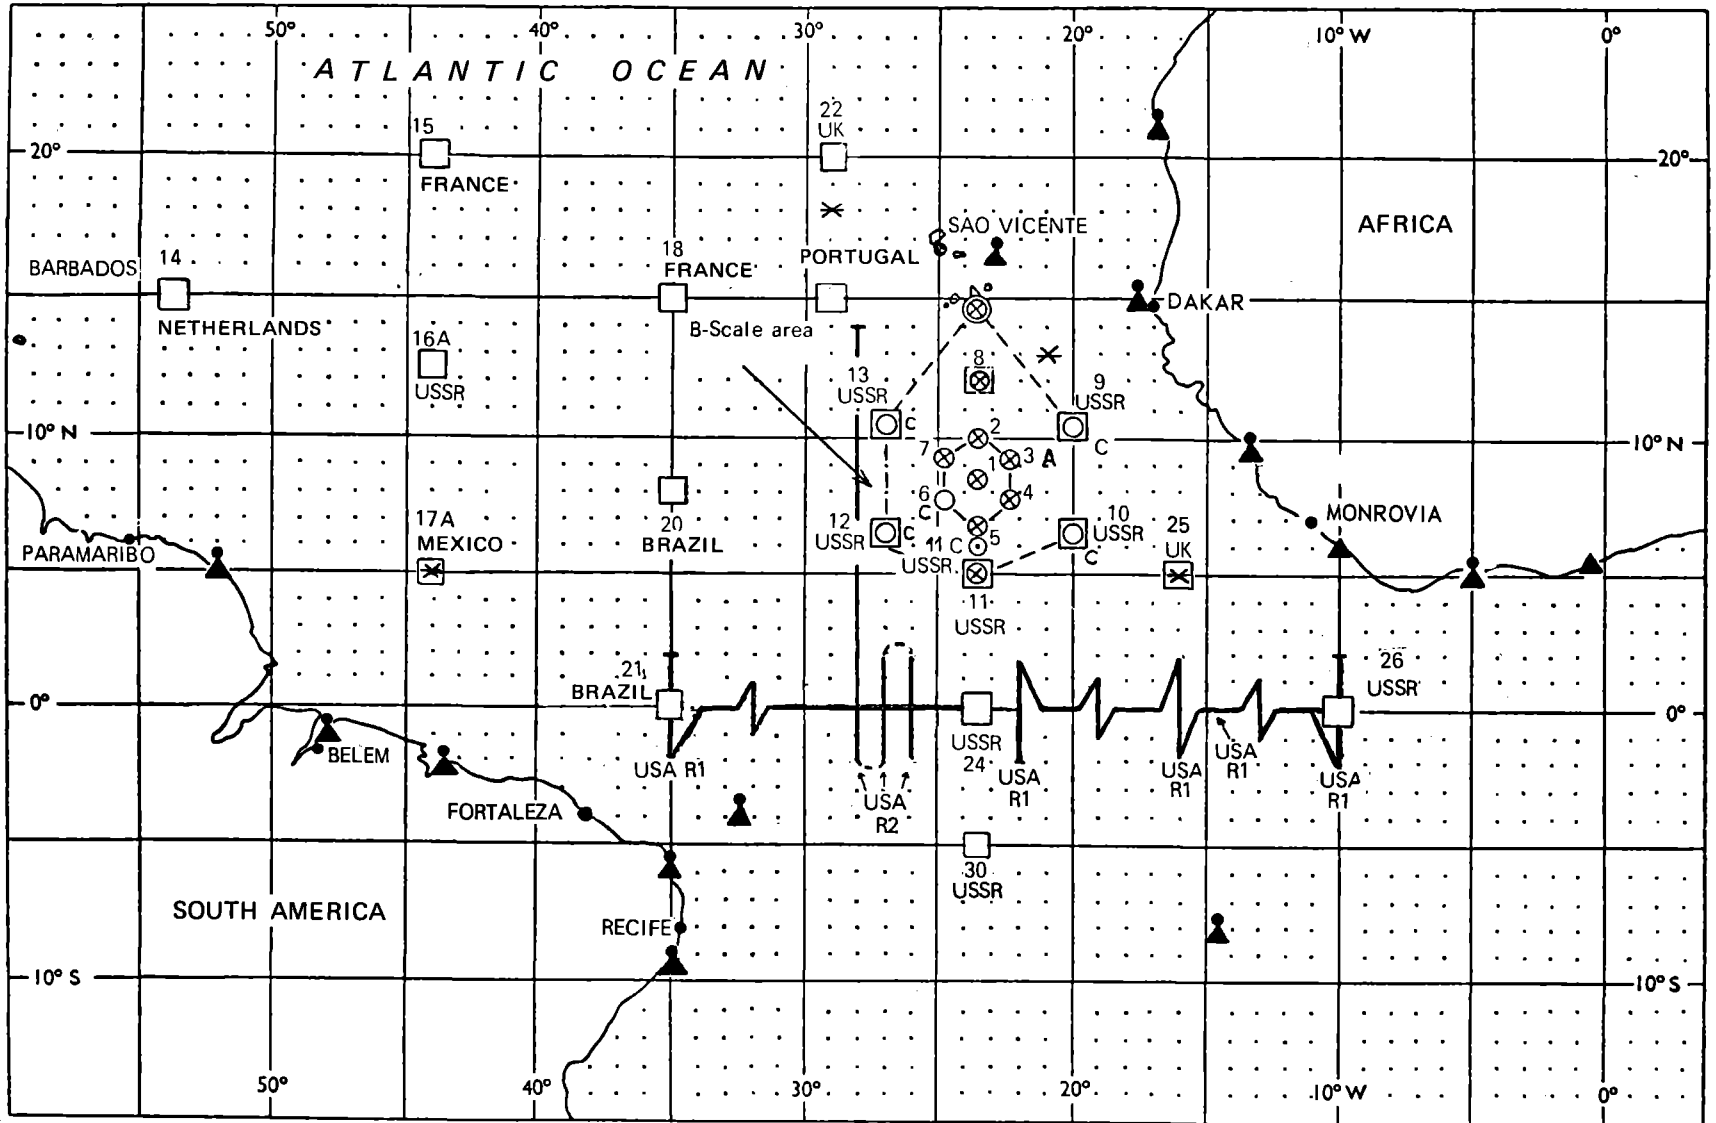 50° 40° 30° 20° 10° W 0°
ATLANTIC OCEAN
22
UK
15
20° 20°
FRANCE
SAO VICENTE
AFRICA
BARBADOS
14
18
FRANCE
PORTUGAL
DAKAR
NETHERLANDS
B-Scale area
16A
USSR
8
13
USSR
9
USSR
C
C
10° N 10° N
2
7
3
A
1
6
4
C
17A
MEXICO
20
BRAZIL
12
USSR
C
5
11
C
USSR
10
USSR
C
25
UK
MONROVIA
PARAMARIBO
11
USSR
21
BRAZIL
26
USSR
0° 0°
USSR
24
BELEM
USA R1
USA
R1
USA
R1
USA
R1
USA
R1
USA
R2
FORTALEZA
30
USSR
SOUTH AMERICA
RECIFE
10° S 10° S
50° 40° 30° 20° 10° W 0°